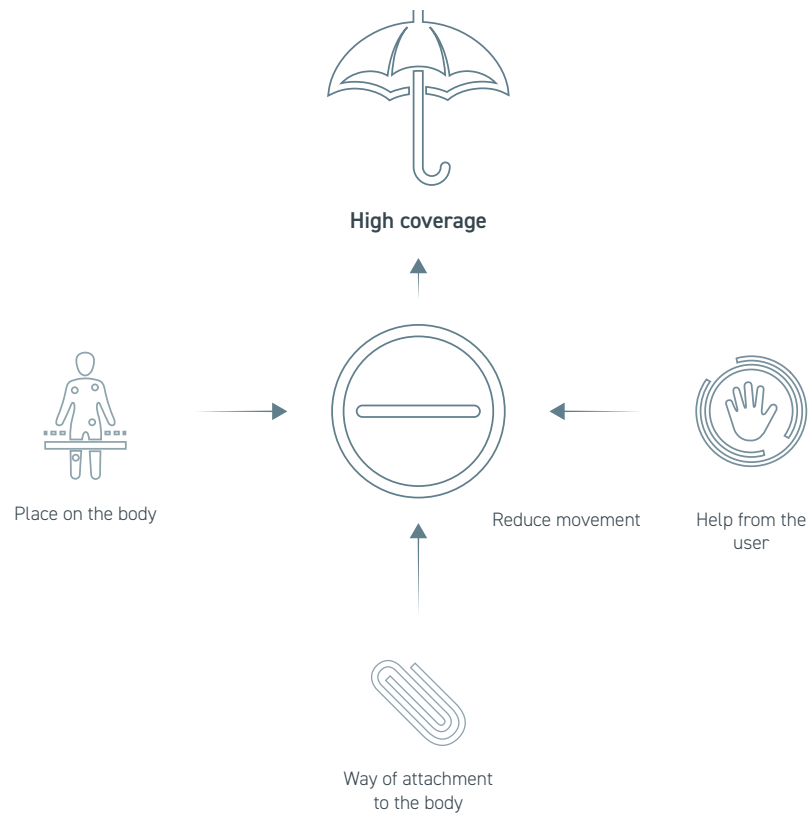 High coverage
Place on the body
Reduce movement
Help from the
user
Way of attachment
to the body